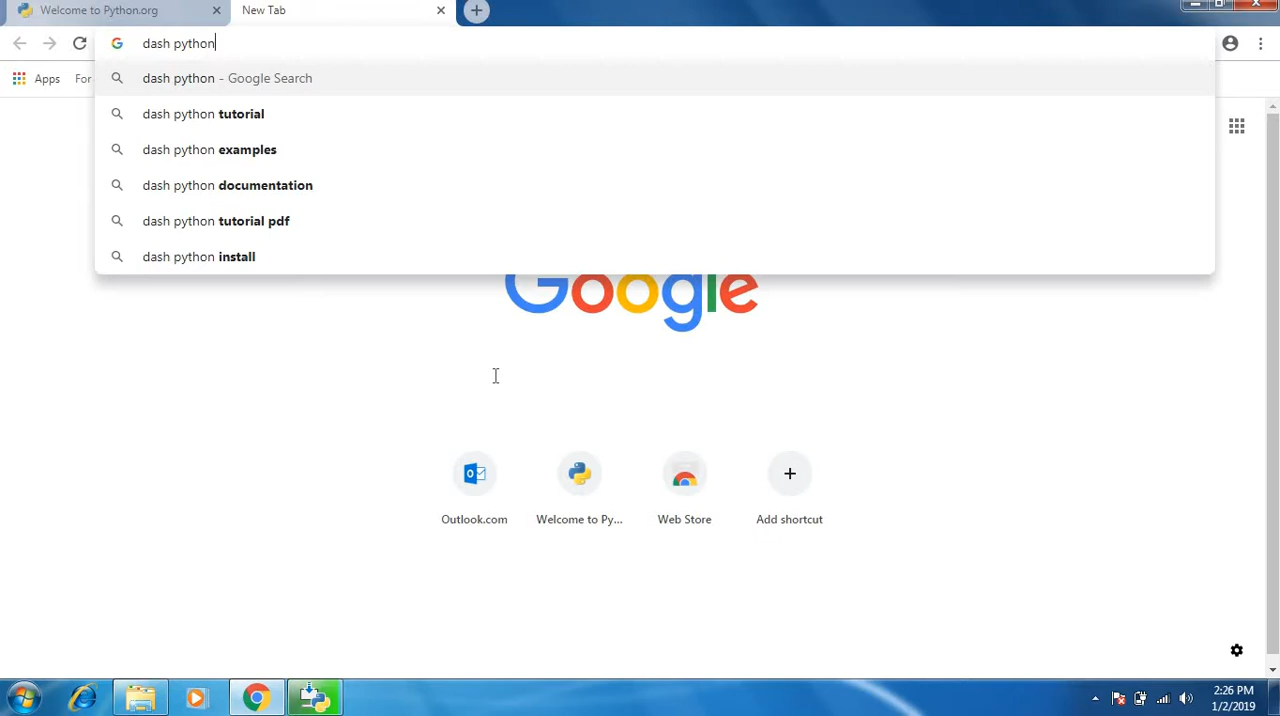 Welcome to Python.org
New Tab
dash python
Apps
For
dash python - Google Search
dash python tutorial
dash python examples
dash python documentation
dash python tutorial pdf
dash python install
Google
Outlook.com
Welcome to Py...
Web Store
Add shortcut
2:26 PM
1/2/2019